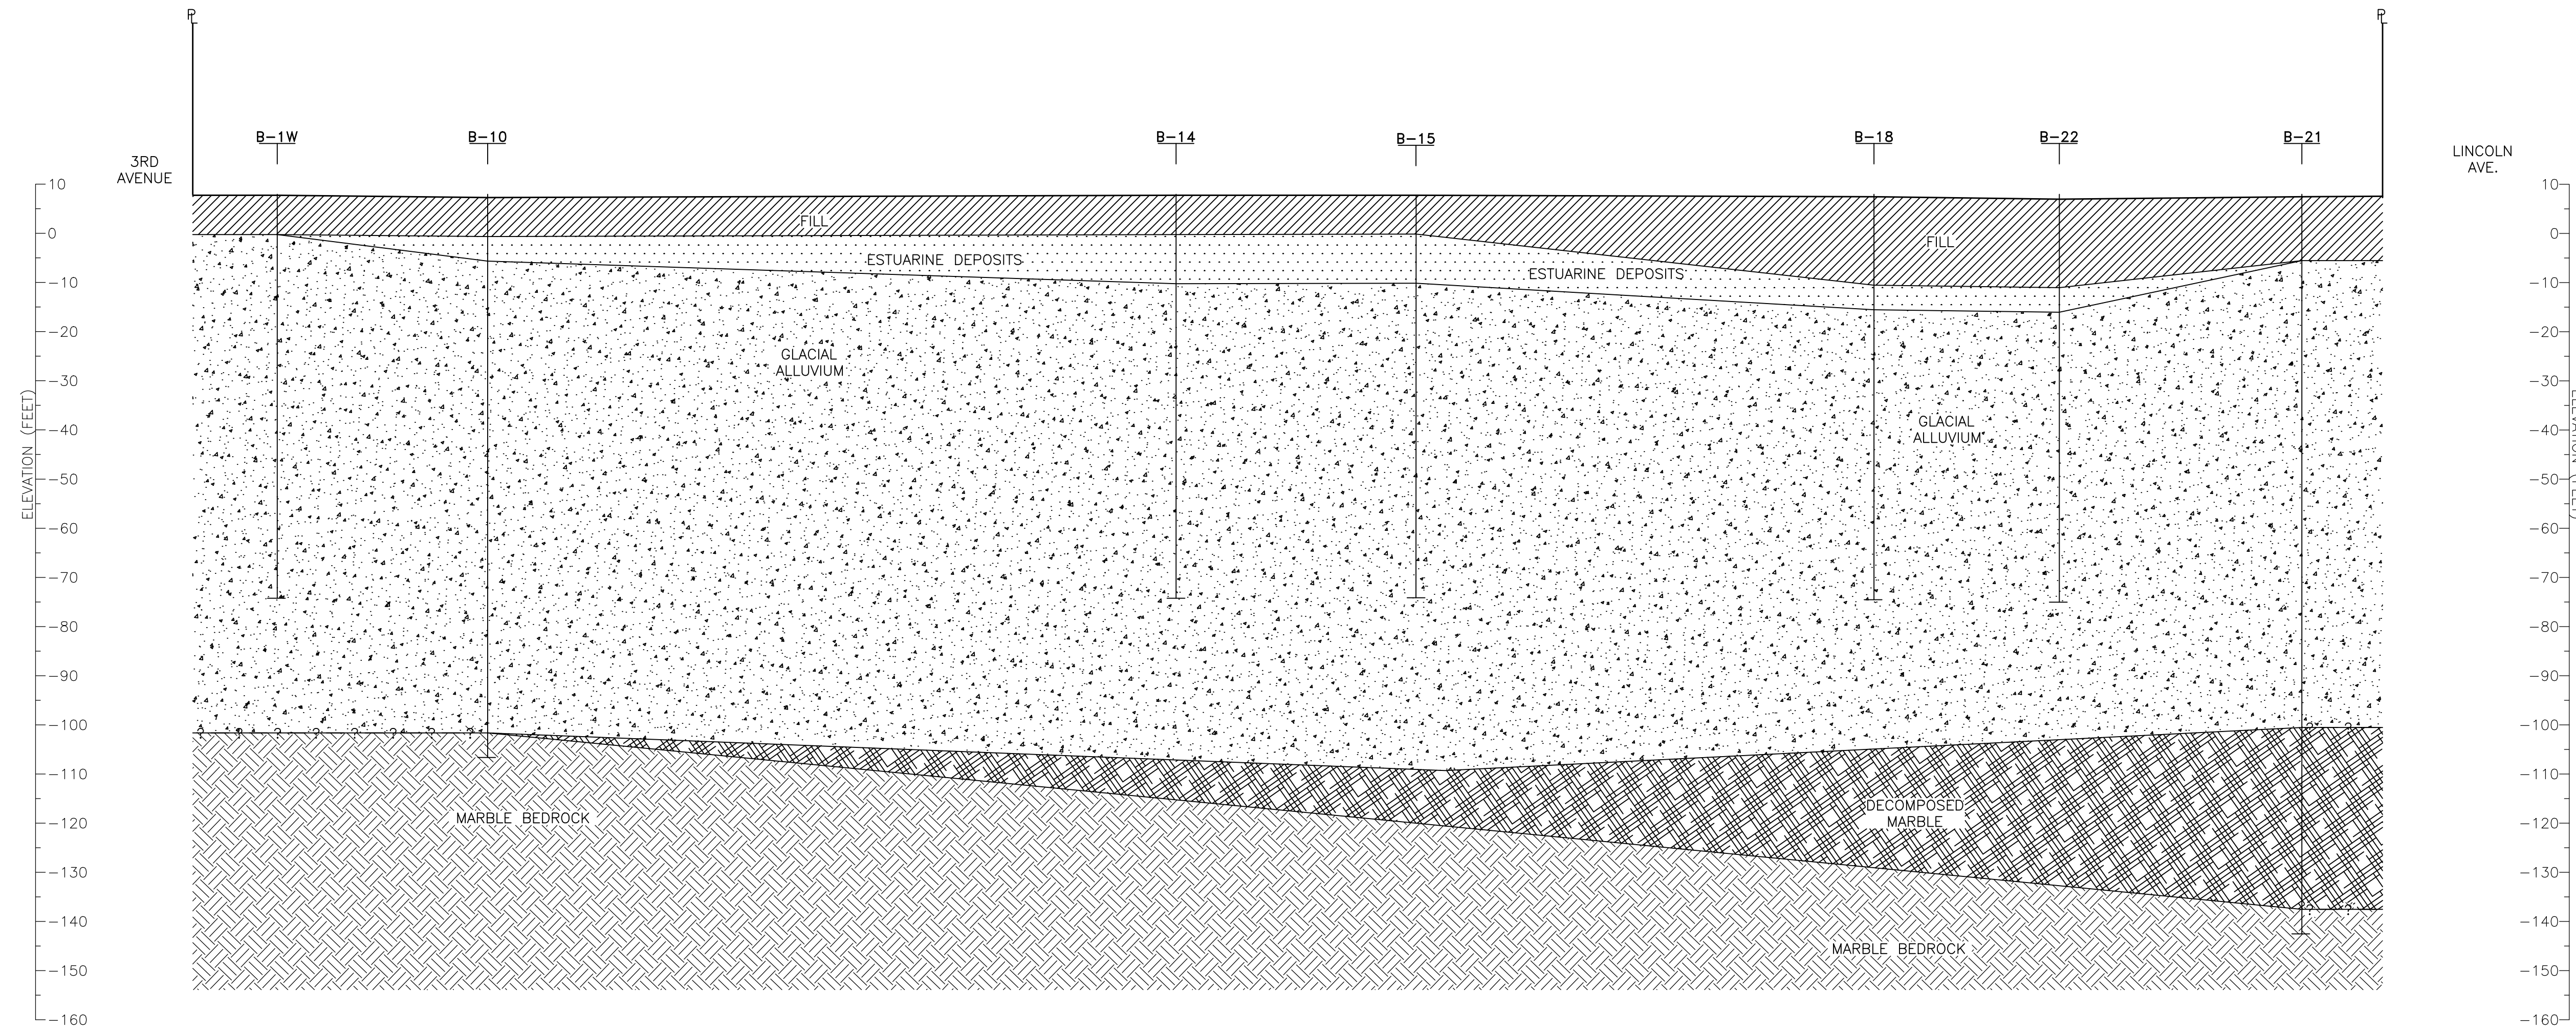 PL
PL
B-1W
B-10
B-14
B-15
B-18
B-22
B-21
3RD
AVENUE
LINCOLN
AVE.
10
0
-10
-20
-30
-40
-50
-60
-70
-80
-90
-100
-110
-120
-130
-140
-150
-160
ELEVATION (FEET)
FILL
FILL
ESTUARINE DEPOSITS
ESTUARINE DEPOSITS
GLACIAL
ALLUVIUM
GLACIAL
ALLUVIUM
? ? ? ? ? ? ? ?
? ?
DECOMPOSED
MARBLE
MARBLE BEDROCK
? ?
MARBLE BEDROCK
10
0
-10
-20
-30
-40
-50
-60
-70
-80
-90
-100
-110
-120
-130
-140
-150
-160